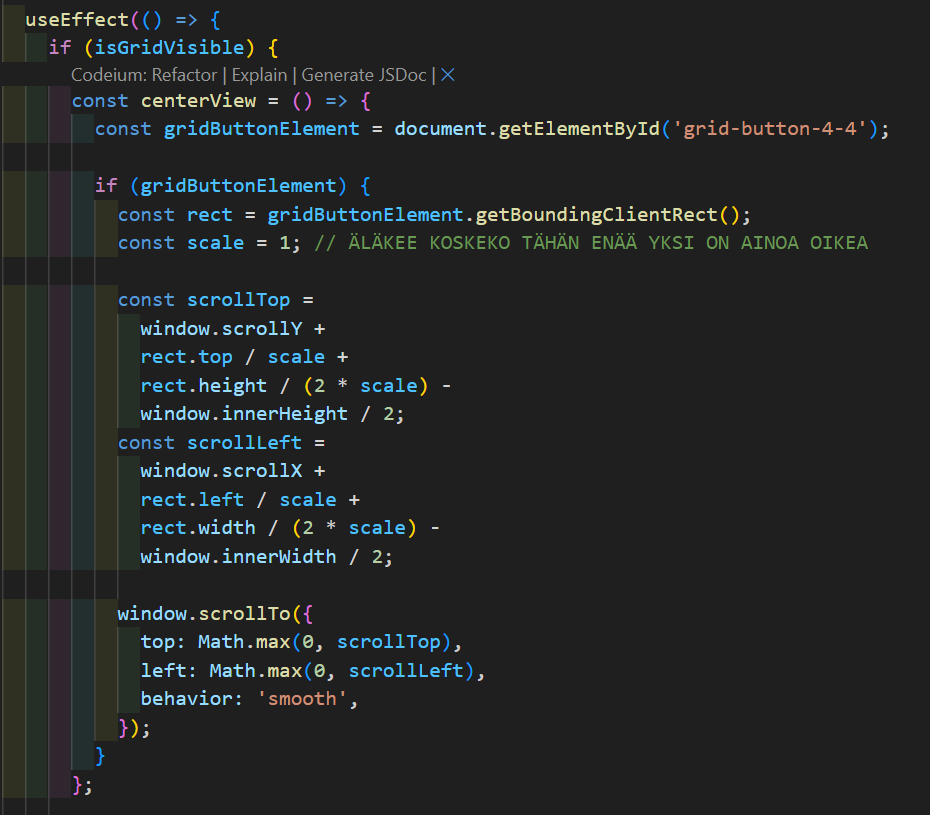 useEffect(() => {
if (isGridVisible) {
Codeium: Refactor | Explain | Generate JSDoc | ×
const centerView = () => {
const gridButtonElement = document.getElementById('grid-button-4-4');
if (gridButtonElement) {
const rect = gridButtonElement.getBoundingClientRect();
const scale = 1; // ÄLÄKEE KOSKEKO TÄHÄN ENÄÄ YKSI ON AINOA OIKEA
const scrollTop =
window.scrollY +
rect.top / scale +
rect.height / (2 * scale) -
window.innerHeight / 2;
const scrollLeft =
window.scrollX +
rect.left / scale +
rect.width / (2 * scale) -
window.innerWidth / 2;
window.scrollTo({
top: Math.max(0, scrollTop),
left: Math.max(0, scrollLeft),
behavior: 'smooth',
});
}
};